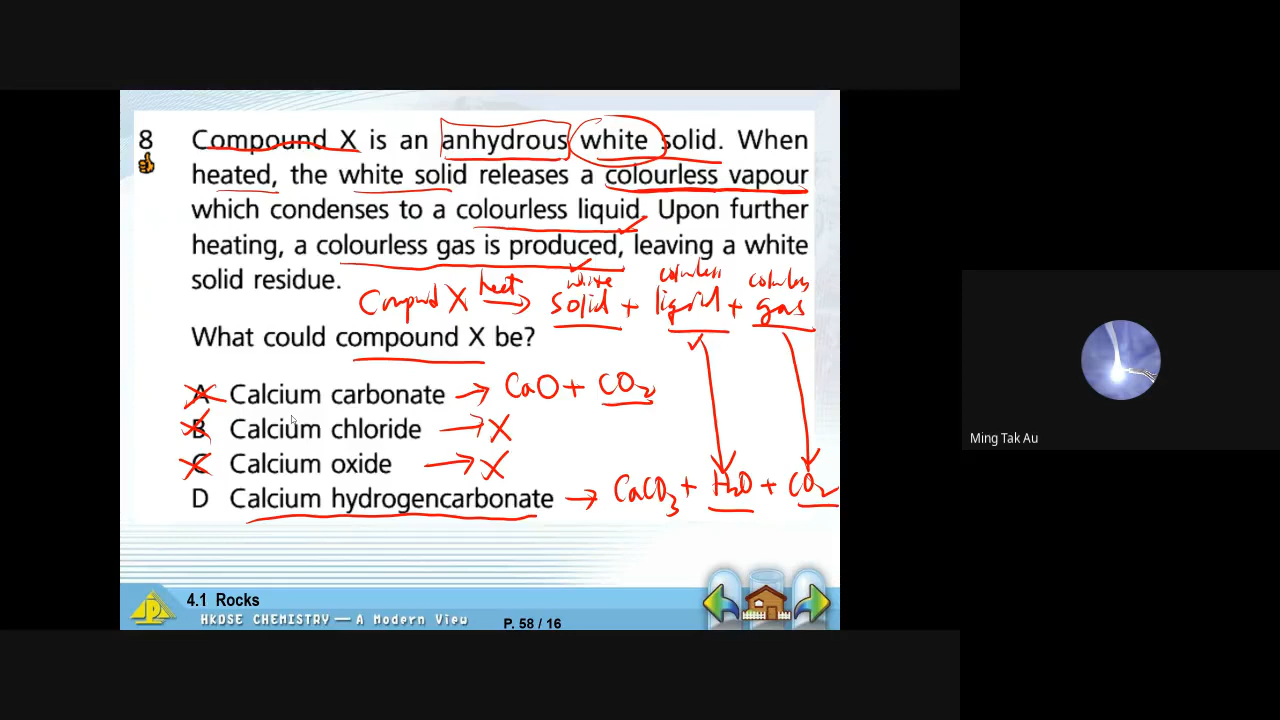 8 Compound X is an anhydrous white solid. When
heated, the white solid releases a colourless vapour
which condenses to a colourless liquid. Upon further
heating, a colourless gas is produced, leaving a white
solid residue.
Compound X heat → white solid + colourless liquid + colourless gas
What could compound X be?
A Calcium carbonate → CaO + CO2
B Calcium chloride → X
C Calcium oxide → X
D Calcium hydrogencarbonate → CaCO3 + H2O + CO2
Ming Tak Au
4.1 Rocks
JP
HKDSE CHEMISTRY — A Modern View
P. 58 / 16